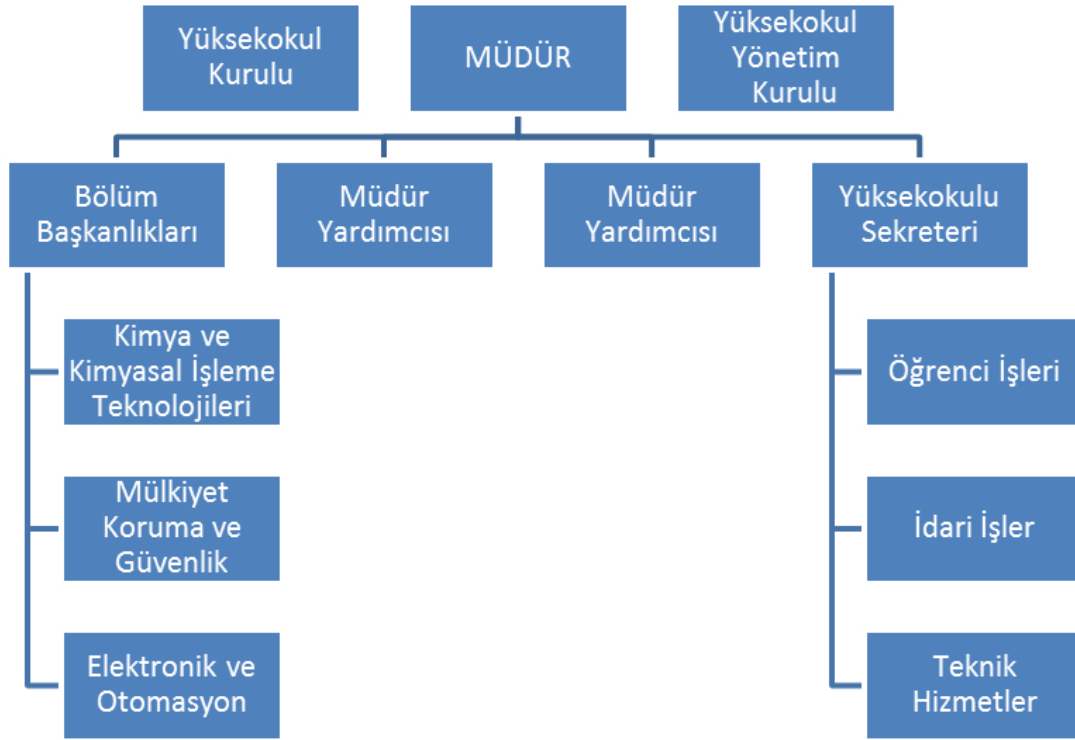 Yüksekokul
Kurulu
MÜDÜR
Yüksekokul
Yönetim
Kurulu
Bölüm
Başkanlıkları
Müdür
Yardımcısı
Müdür
Yardımcısı
Yüksekokulu
Sekreteri
Kimya ve
Kimyasal İşleme
Teknolojileri
Mülkiyet
Koruma ve
Güvenlik
Elektronik ve
Otomasyon
Öğrenci İşleri
İdari İşler
Teknik
Hizmetler